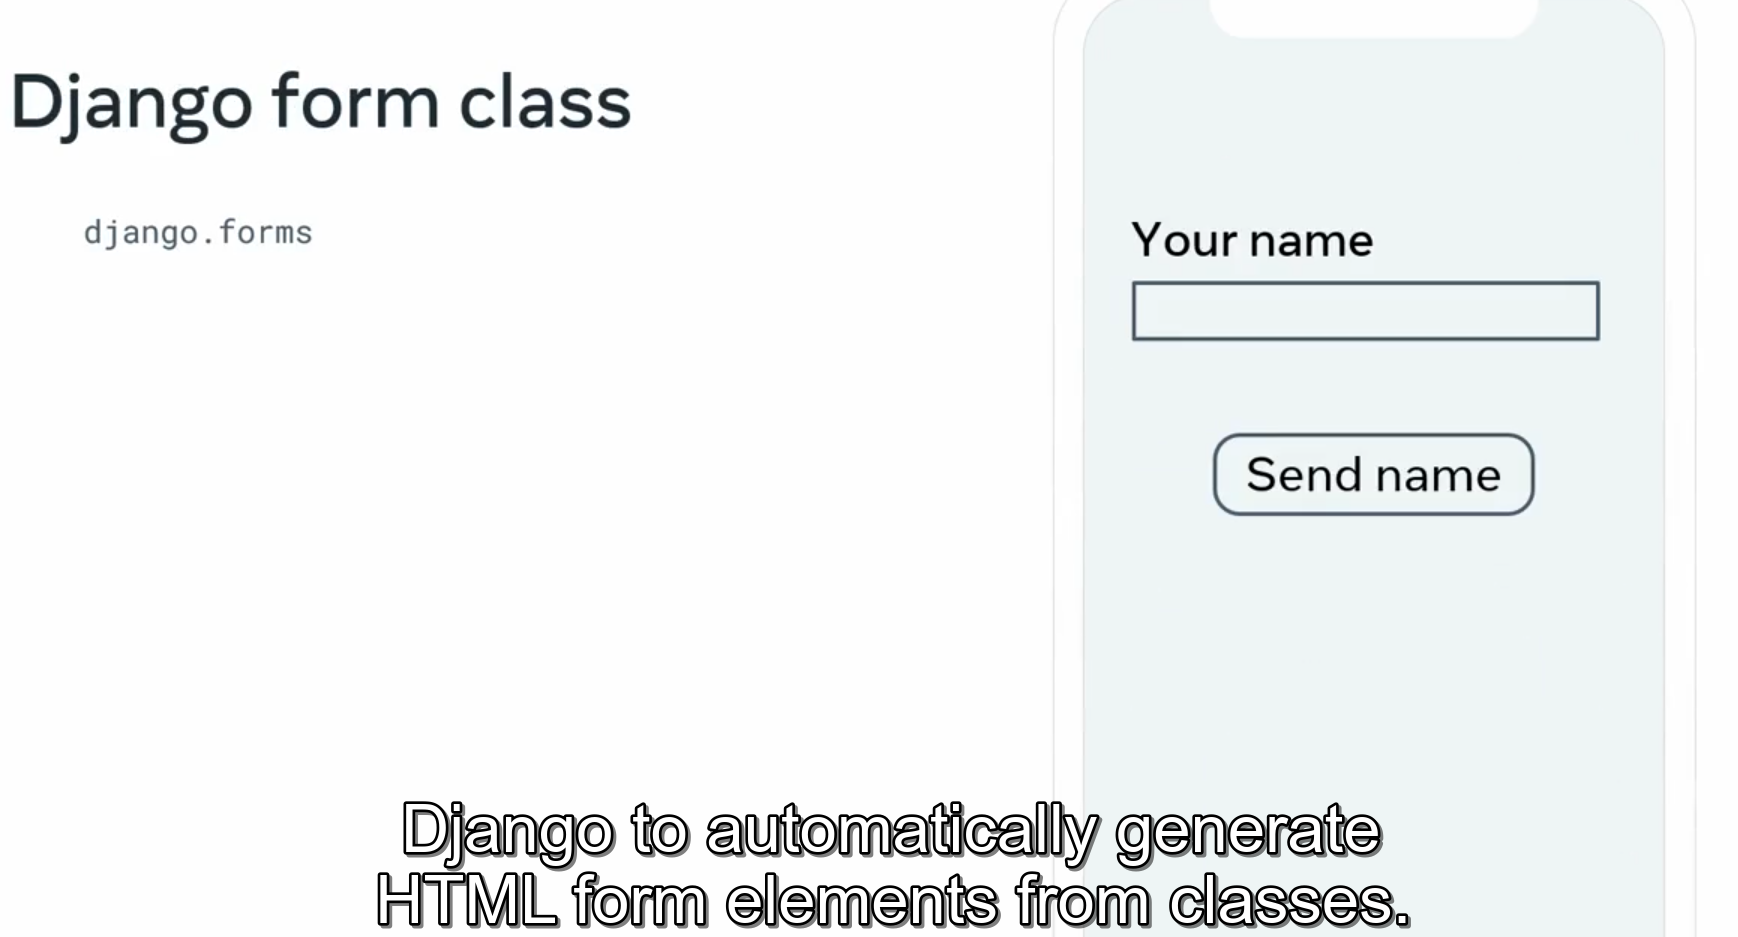 Django form class
django.forms
Your name
Send name
Django to automatically generate
HTML form elements from classes.